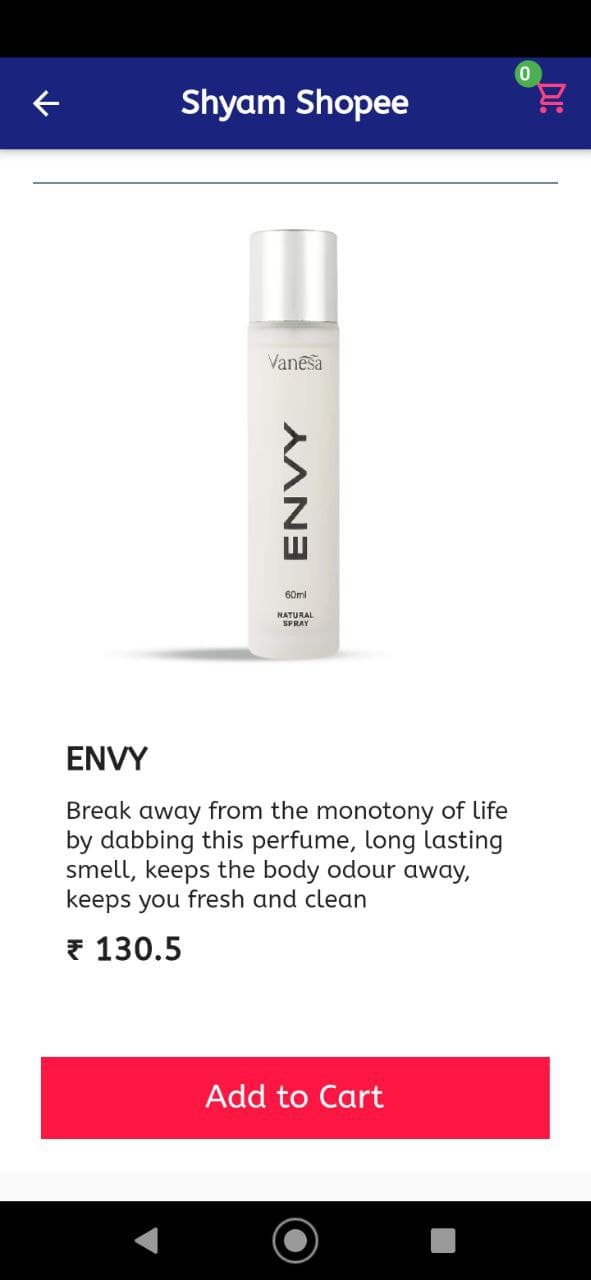 Shyam Shopee
0
Vanesa
ENVY
60ml
NATURAL
SPRAY
ENVY
Break away from the monotony of life
by dabbing this perfume, long lasting
smell, keeps the body odour away,
keeps you fresh and clean
₹ 130.5
Add to Cart